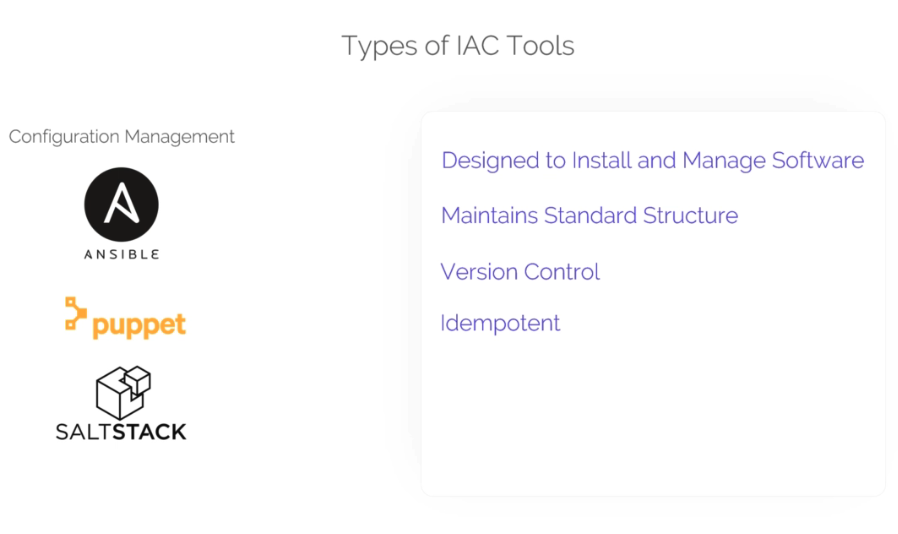 Types of IAC Tools
Configuration Management
ANSIBLE
puppet
SALTSTACK
Designed to Install and Manage Software
Maintains Standard Structure
Version Control
Idempotent